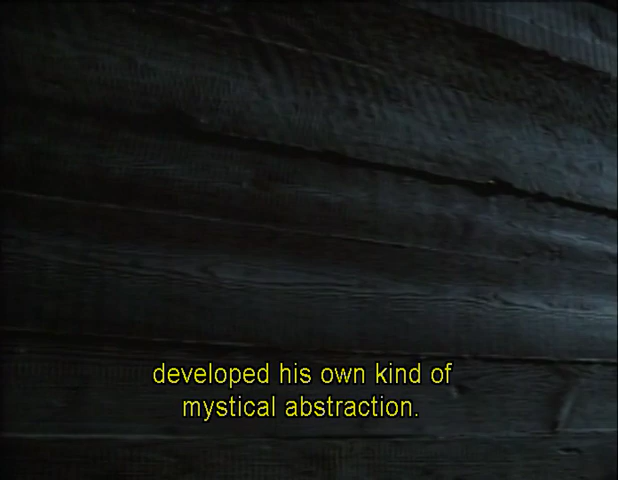 developed his own kind of
mystical abstraction.